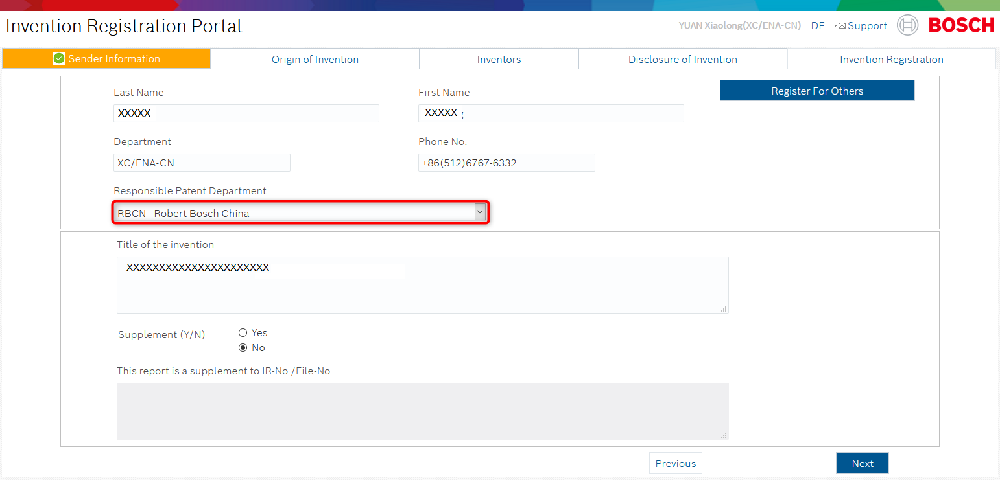 Invention Registration Portal
YUAN Xiaolong(XC/ENA-CN) DE Support BOSCH
Sender Information Origin of Invention Inventors Disclosure of Invention Invention Registration
Last Name First Name Register For Others
XXXXX XXXXX ;
Department Phone No.
XC/ENA-CN +86(512)6767-6332
Responsible Patent Department
RBCN - Robert Bosch China
Title of the invention
XXXXXXXXXXXXXXXXXXXXXX
Supplement (Y/N) Yes
No
This report is a supplement to IR-No./File-No.
Previous Next